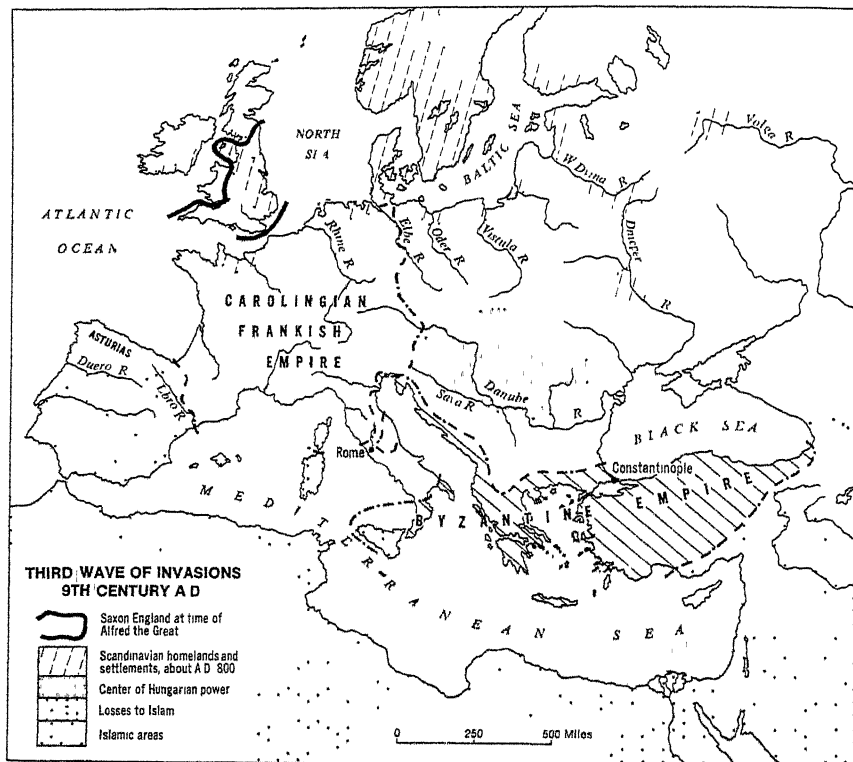 NORTH
SEA
BALTIC SEA
Volga R
W Dvina R
ATLANTIC
OCEAN
Rhine R
Elbe R
Oder R
Vistula R
Dnieper
R
CAROLINGIAN
FRANKISH
EMPIRE
ASTURIAS
Duero R
Ebro R
Sava R
Danube
R
BLACK SEA
Rome
Constantinople
BYZANTINE EMPIRE
MEDITERRANEAN SEA
THIRD WAVE OF INVASIONS
9TH CENTURY A D
Saxon England at time of
Alfred the Great
Scandinavian homelands and
settlements, about A D 800
Center of Hungarian power
Losses to Islam
Islamic areas
0 250 500 Miles